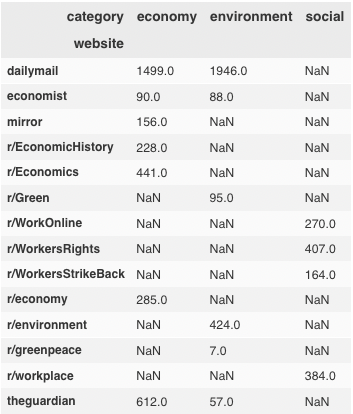 category economy environment social
website
dailymail 1499.0 1946.0 NaN
economist 90.0 88.0 NaN
mirror 156.0 NaN NaN
r/EconomicHistory 228.0 NaN NaN
r/Economics 441.0 NaN NaN
r/Green NaN 95.0 NaN
r/WorkOnline NaN NaN 270.0
r/WorkersRights NaN NaN 407.0
r/WorkersStrikeBack NaN NaN 164.0
r/economy 285.0 NaN NaN
r/environment NaN 424.0 NaN
r/greenpeace NaN 7.0 NaN
r/workplace NaN NaN 384.0
theguardian 612.0 57.0 NaN